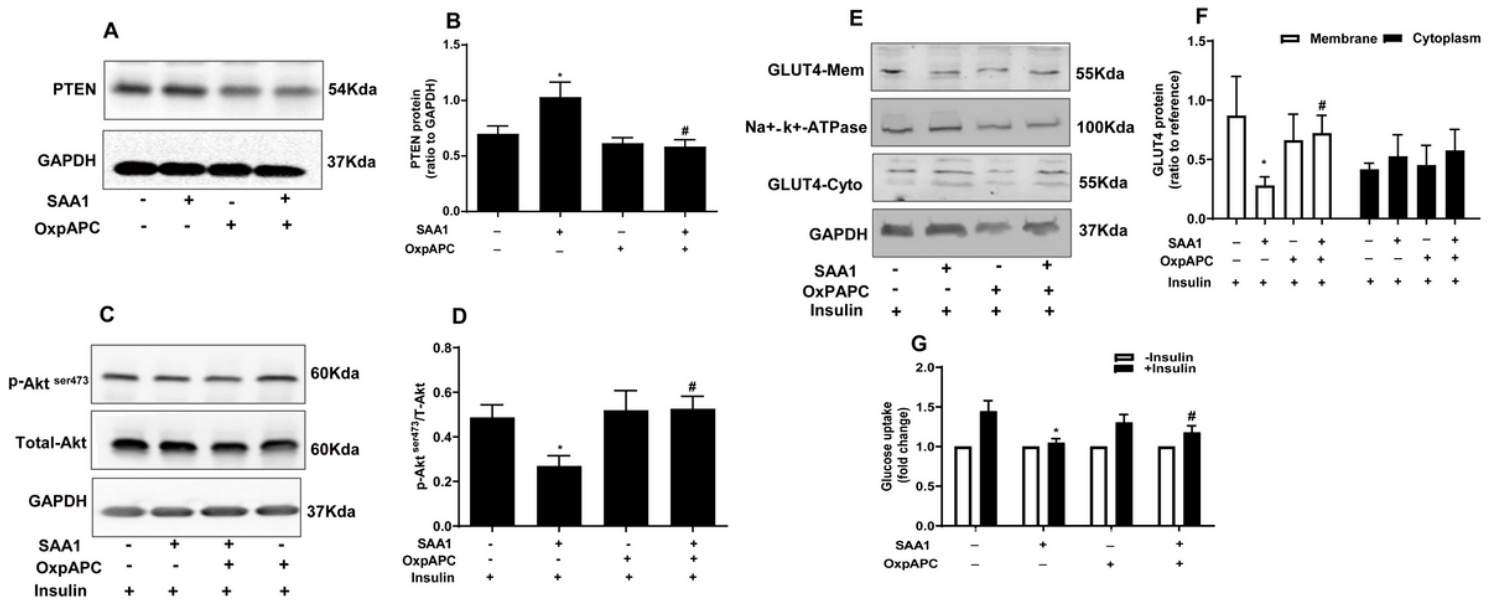 A
PTEN
54Kda
GAPDH
37Kda
SAA1 - + - +
OxpAPC - - + +
B
PTEN protein
(ratio to GAPDH)
1.5
1.0
0.5
0.0
*
#
SAA1 - + - +
OxpAPC - - + +
C
p-Akt ser473
60Kda
Total-Akt
60Kda
GAPDH
37Kda
SAA1 - + + -
OxpAPC - - + +
Insulin + + + +
D
p-Akt ser473/T-Akt
0.8
0.6
0.4
0.2
0.0
*
#
SAA1 - + - +
OxpAPC - - + +
Insulin + + + +
E
GLUT4-Mem
55Kda
Na+-k+-ATPase
100Kda
GLUT4-Cyto
55Kda
GAPDH
37Kda
SAA1 - + - +
OxPAPC - - + +
Insulin + + + +
F
Membrane Cytoplasm
GLUT4 protein
(ratio to reference)
1.5
1.0
0.5
0.0
*
#
SAA1 - + - + - + - +
OxpAPC - - + + - - + +
Insulin + + + + + + + +
G
-Insulin
+Insulin
Glucose uptake
(fold change)
2.0
1.5
1.0
0.5
0.0
*
#
SAA1 - + - +
OxpAPC - - + +